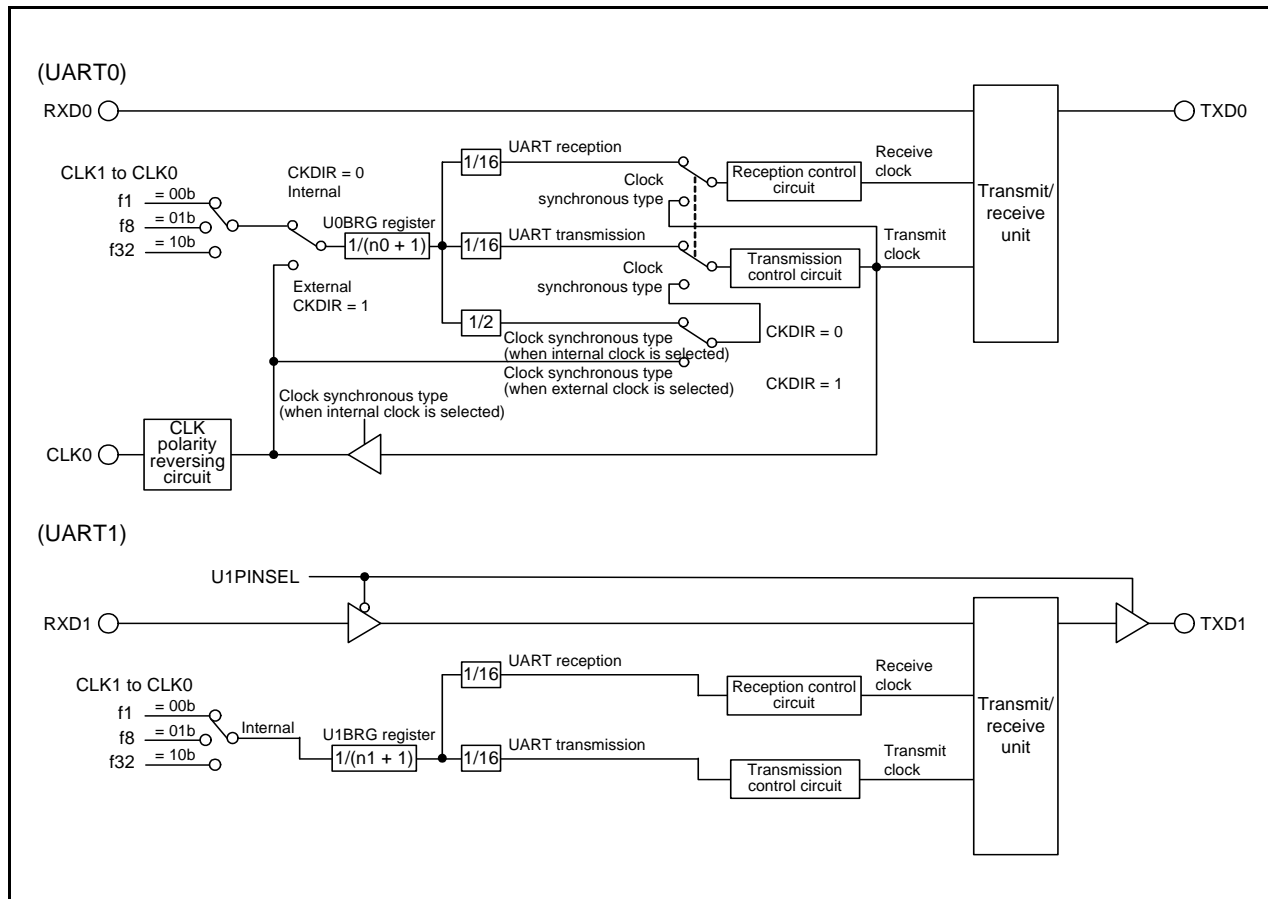 (UART0)
RXD0
TXD0
CLK1 to CLK0
f1
= 00b
f8
= 01b
f32
= 10b
CKDIR = 0
Internal
External
CKDIR = 1
U0BRG register
1/(n0 + 1)
1/16
UART reception
1/16
UART transmission
1/2
Clock
synchronous type
Clock
synchronous type
Clock synchronous type
(when internal clock is selected)
Clock synchronous type
(when external clock is selected)
CKDIR = 0
CKDIR = 1
Reception control
circuit
Receive
clock
Transmission
control circuit
Transmit
clock
Transmit/
receive
unit
Clock synchronous type
(when internal clock is selected)
CLK0
CLK
polarity
reversing
circuit
(UART1)
U1PINSEL
RXD1
TXD1
CLK1 to CLK0
f1
= 00b
f8
= 01b
f32
= 10b
Internal
U1BRG register
1/(n1 + 1)
1/16
UART reception
1/16
UART transmission
Reception control
circuit
Receive
clock
Transmission
control circuit
Transmit
clock
Transmit/
receive
unit